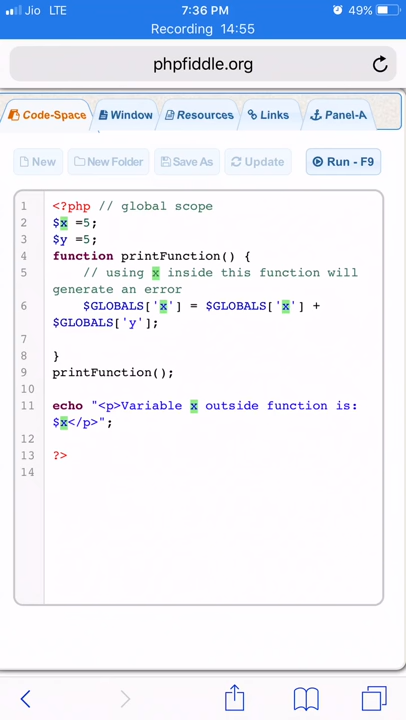 Jio LTE 7:36 PM 49%
Recording 14:55
phpfiddle.org
Code-Space Window Resources Links Panel-A
New New Folder Save As Update Run - F9
1 <?php // global scope
2 $x =5;
3 $y =5;
4 function printFunction() {
5 // using x inside this function will
generate an error
6 $GLOBALS['x'] = $GLOBALS['x'] +
$GLOBALS['y'];
7
8 }
9 printFunction();
10
11 echo "<p>Variable x outside function is:
$x</p>";
12
13 ?>
14